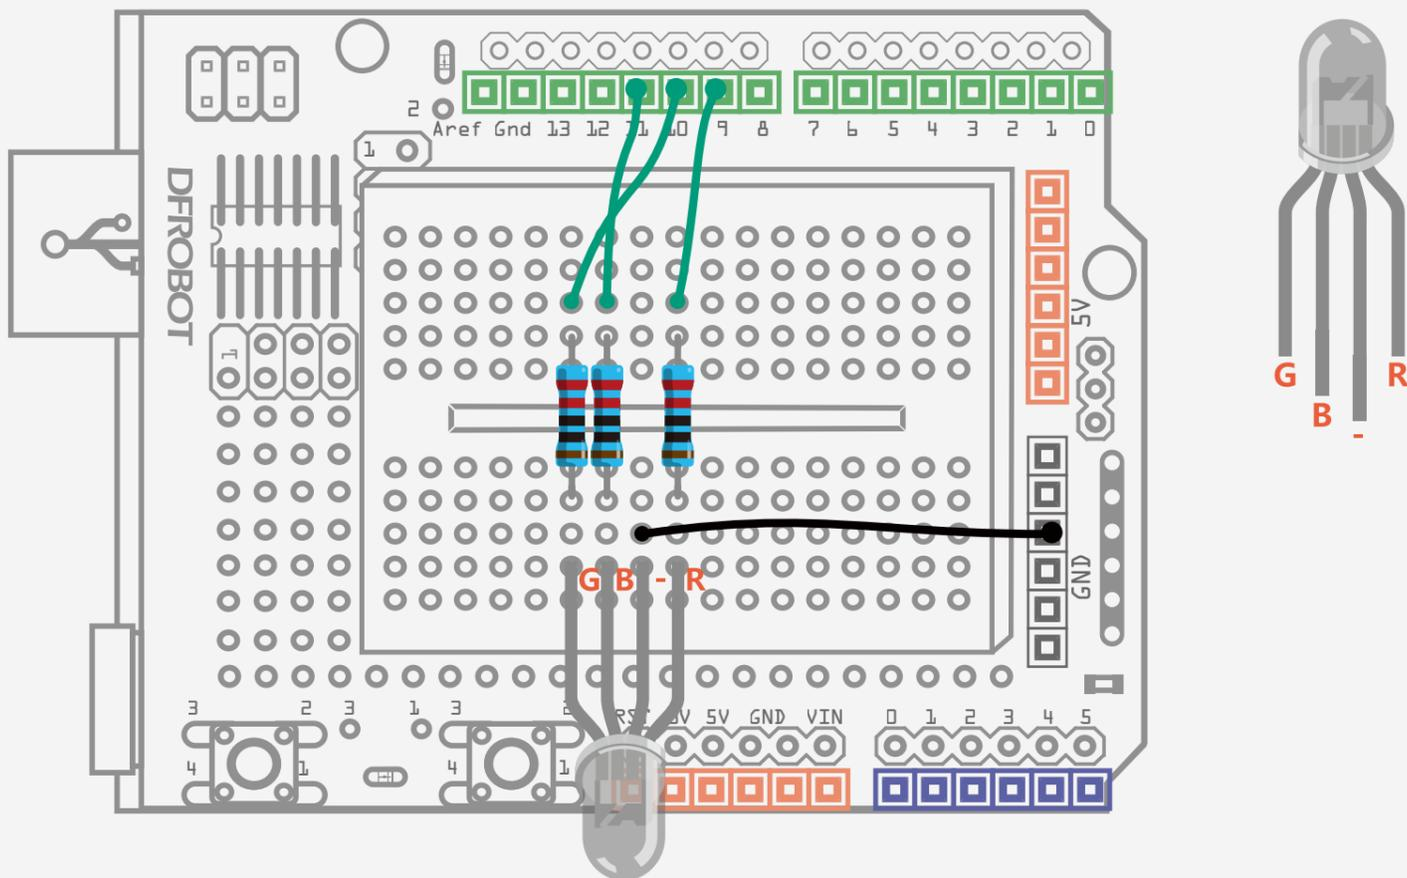 2
Aref Gnd 13 12 11 10 9 8 7 6 5 4 3 2 1 0
1
DFROBOT
5V
1
G
R
B
-
G B - R
GND
3 2 3 1 3 2
RST 3V 5V GND VIN 0 1 2 3 4 5
4 1 4 1